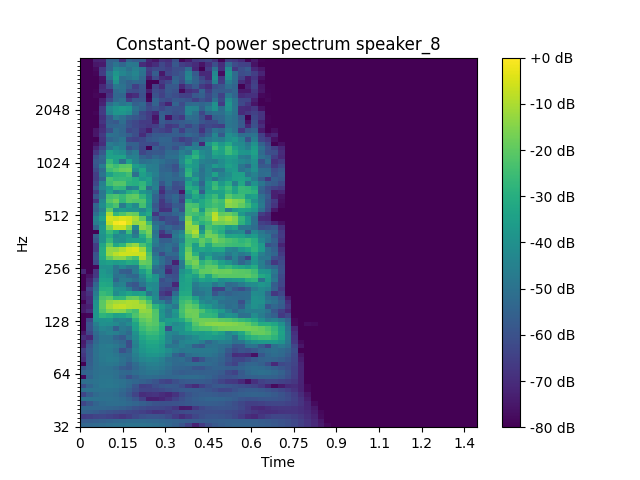 Constant-Q power spectrum speaker_8
Hz
2048
1024
512
256
128
64
32
0
0.15
0.3
0.45
0.6
0.75
0.9
1.1
1.2
1.4
Time
+0 dB
-10 dB
-20 dB
-30 dB
-40 dB
-50 dB
-60 dB
-70 dB
-80 dB